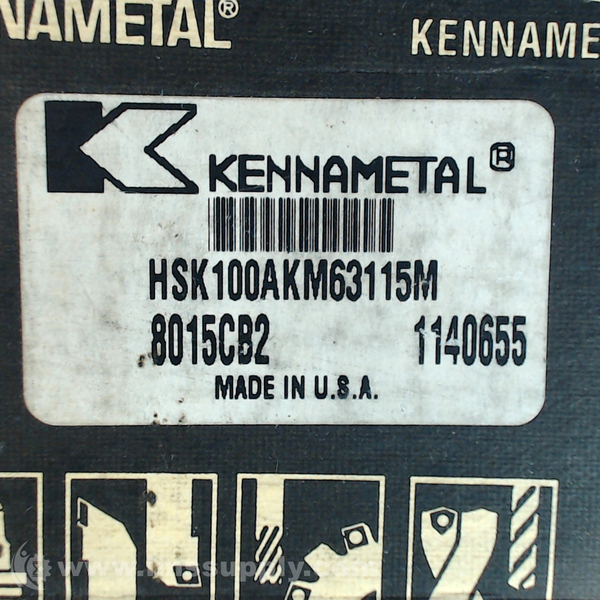 NAMETAL®
KENNAME
KENNAMETAL®
HSK100AKM63115M
8015CB2 1140655
MADE IN U.S.A.